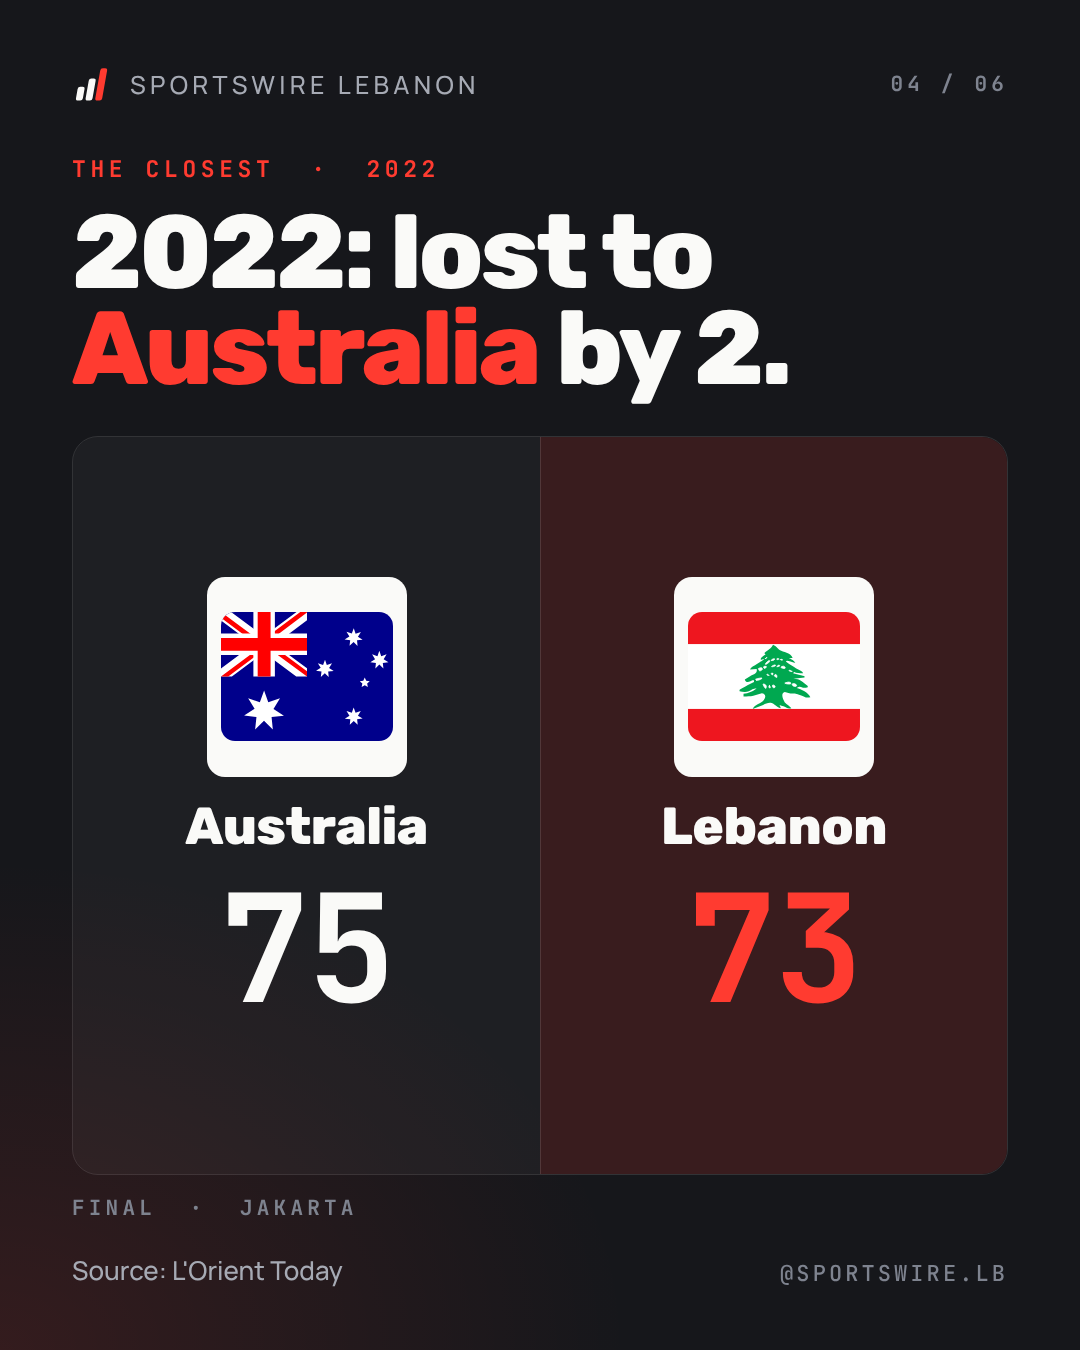 SPORTSWIRE LEBANON
04 / 06
THE CLOSEST · 2022
2022: lost to
Australia by 2.
Australia
75
Lebanon
73
FINAL · JAKARTA
Source: L'Orient Today
@SPORTSWIRE.LB